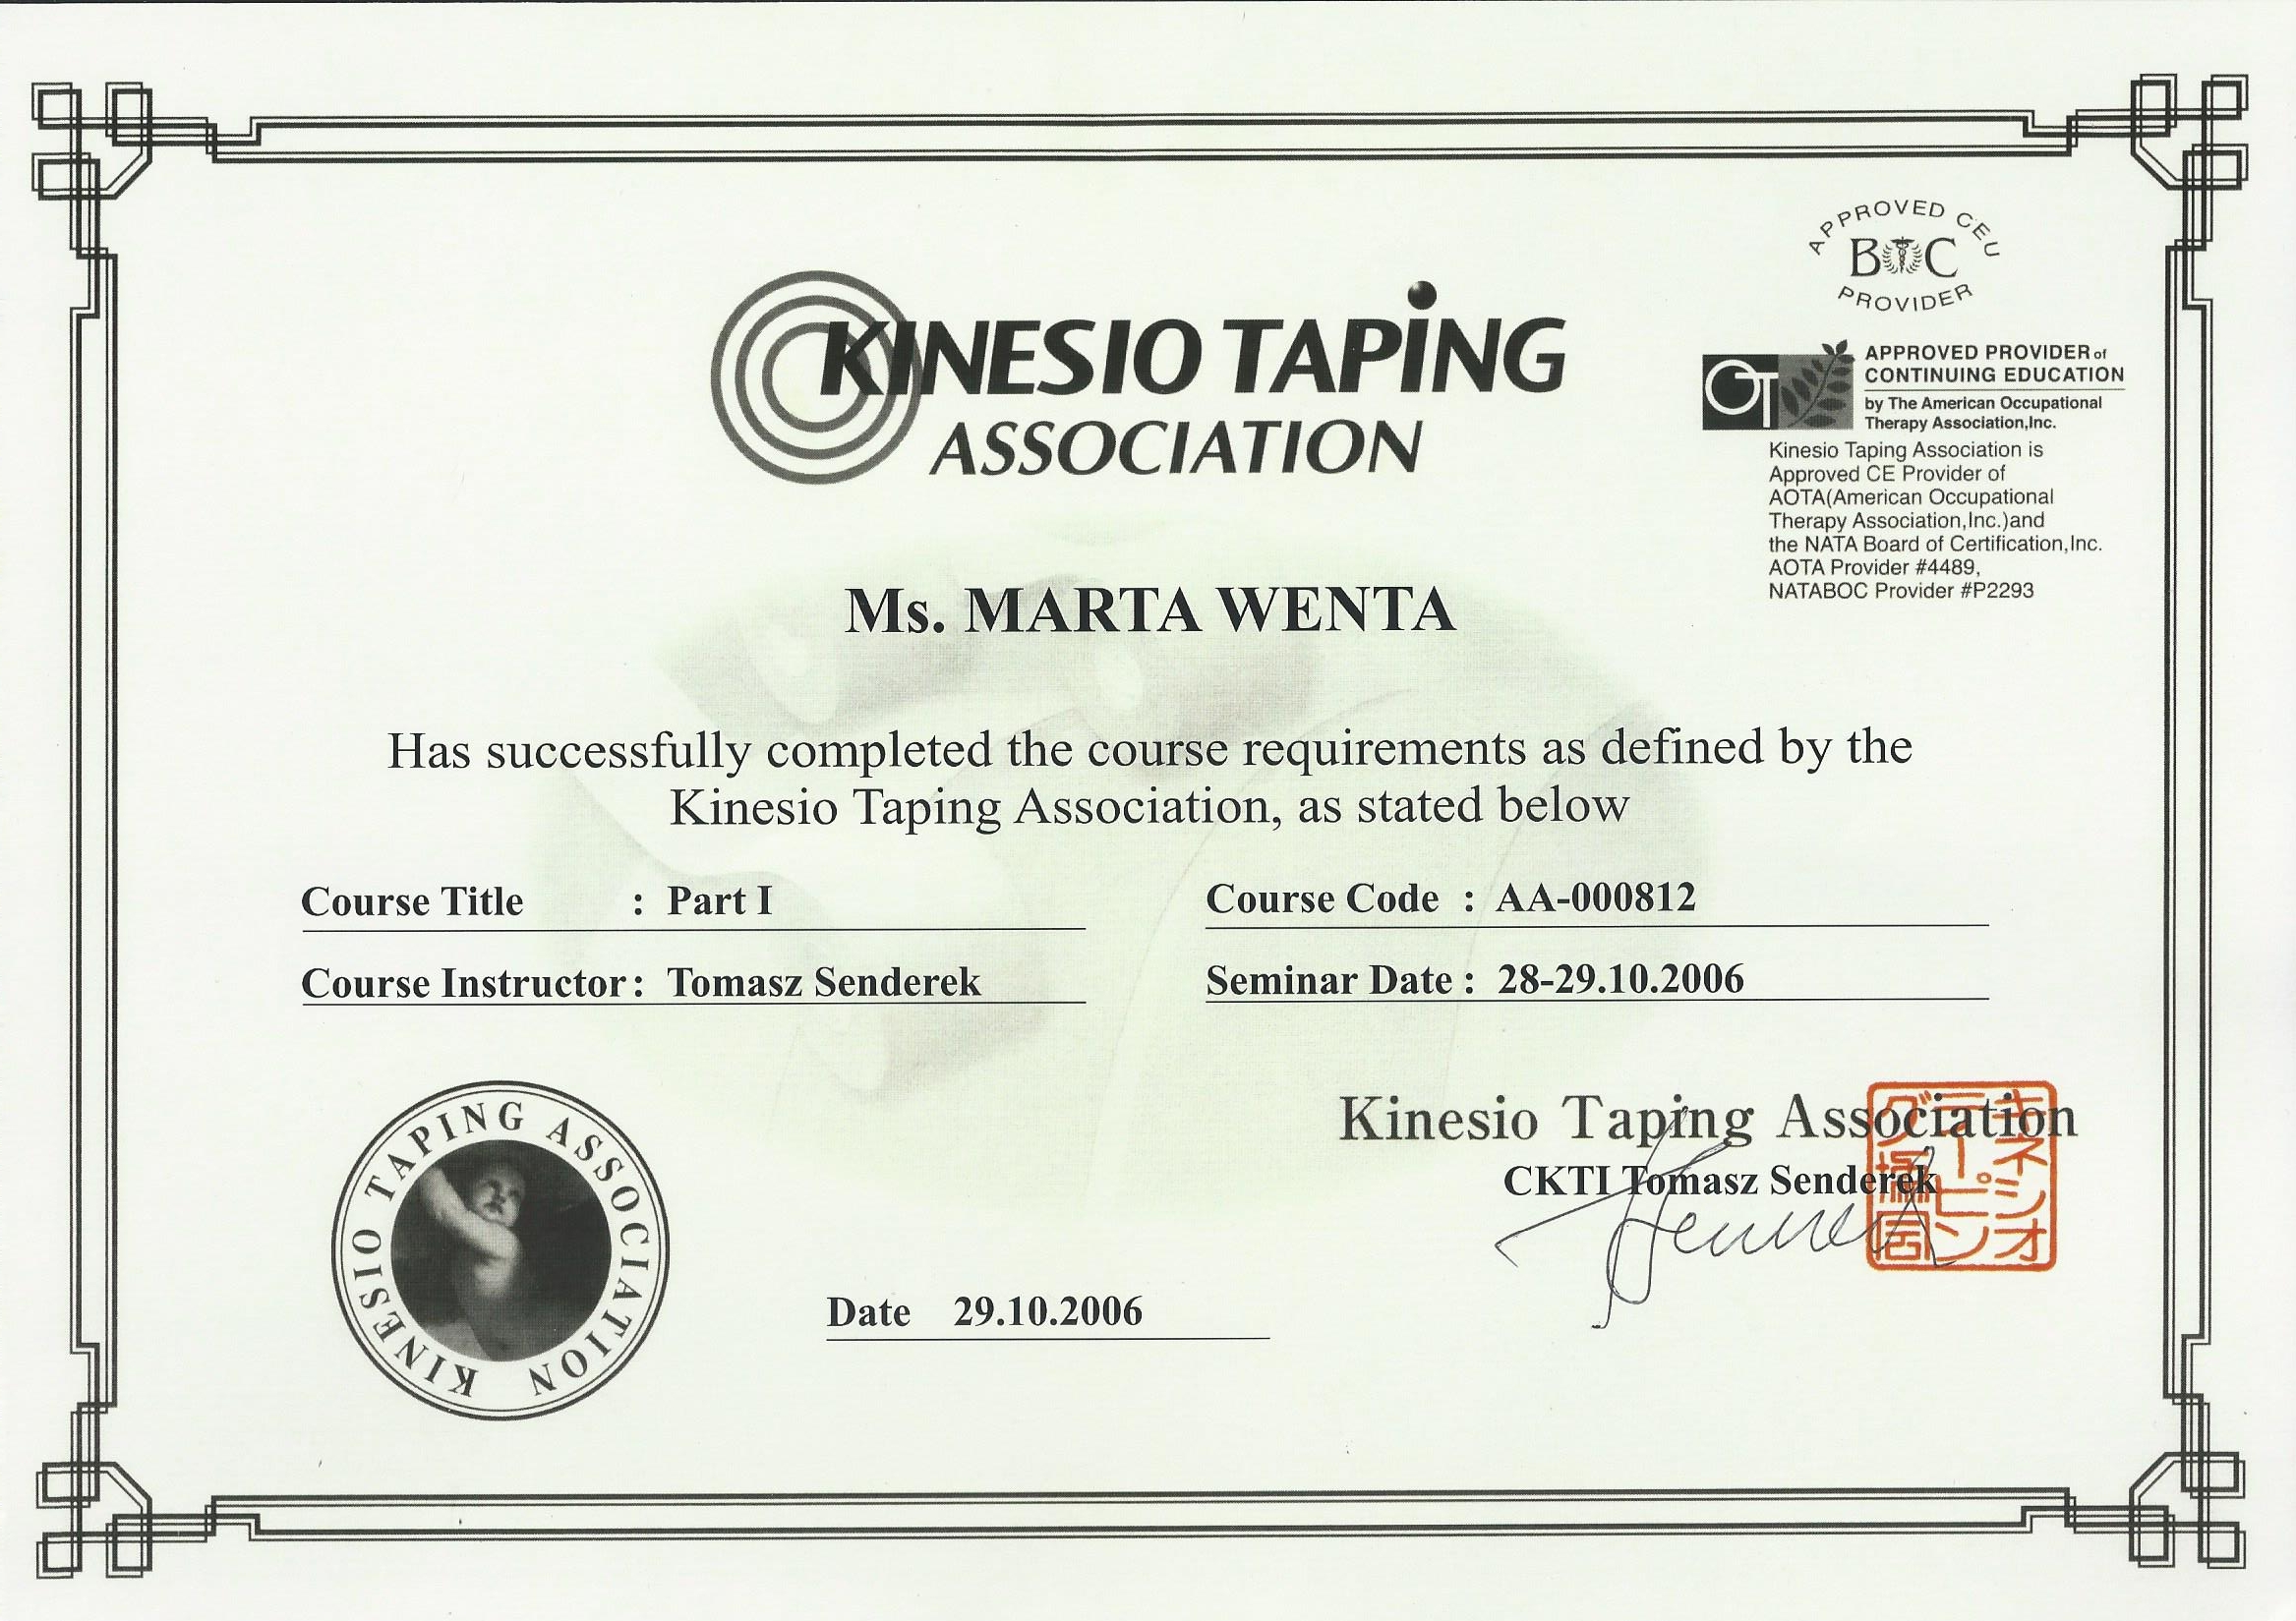 APPROVED CEU
BOC
PROVIDER
KINESIO TAPING
ASSOCIATION
OT
APPROVED PROVIDER of
CONTINUING EDUCATION
by The American Occupational
Therapy Association,Inc.
Kinesio Taping Association is
Approved CE Provider of
AOTA(American Occupational
Therapy Association,Inc.)and
the NATA Board of Certification,Inc.
AOTA Provider #4489,
NATABOC Provider #P2293
Ms. MARTA WENTA
Has successfully completed the course requirements as defined by the
Kinesio Taping Association, as stated below
Course Title : Part I
Course Code : AA-000812
Course Instructor : Tomasz Senderek
Seminar Date : 28-29.10.2006
KINESIO TAPING ASSOCIATION
Kinesio Taping Association
CKTI Tomasz Senderek
キネシオ
テーピン
グ協会
Date 29.10.2006